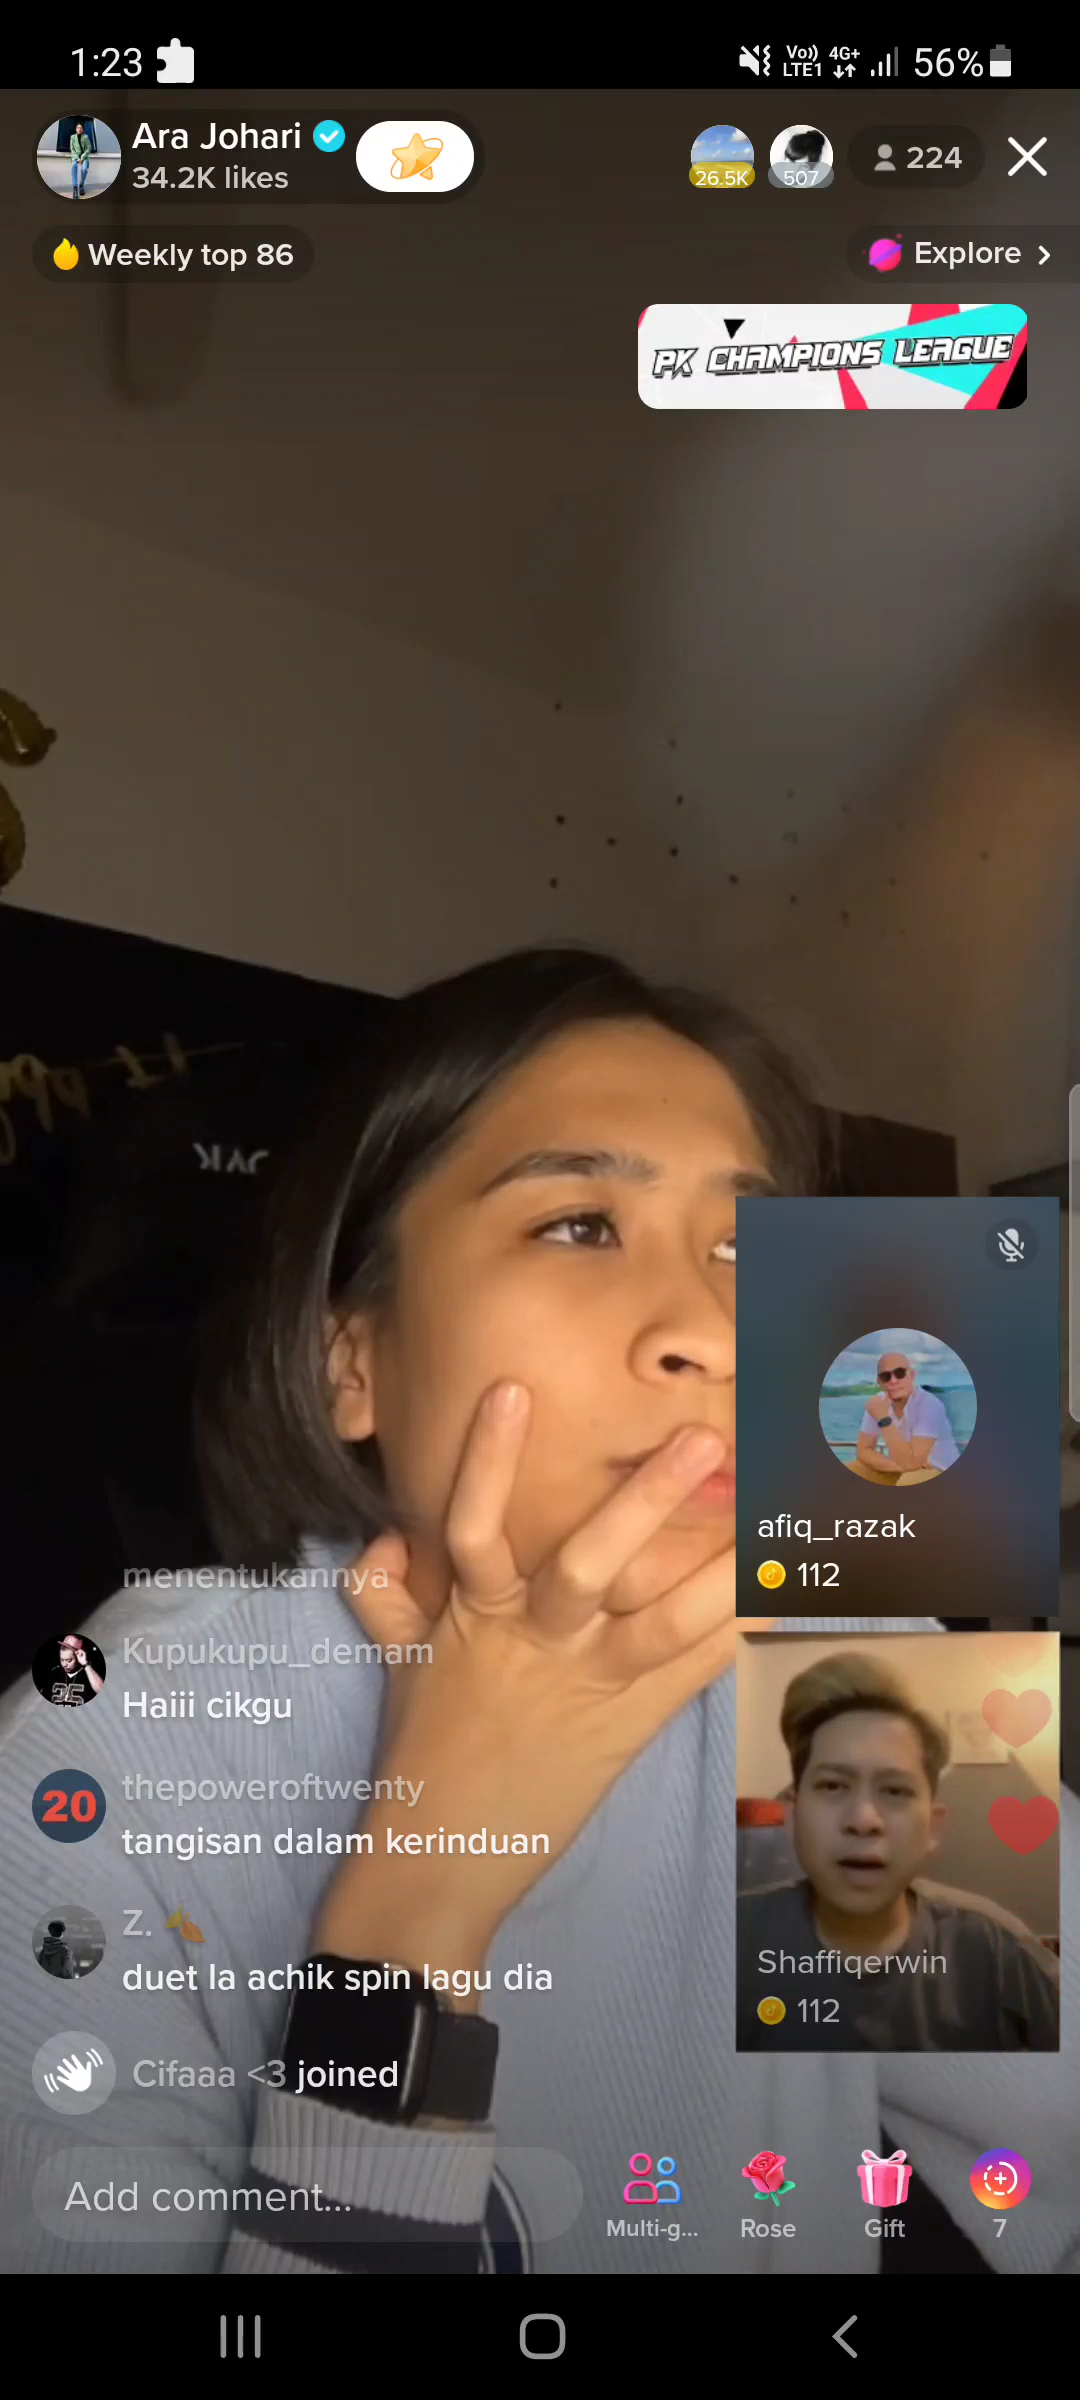 1:23
Vo))
LTE1
4G+
56%
Ara Johari
34.2K likes
26.5K
507
224
Weekly top 86
Explore
PK CHAMPIONS LEAGUE
afiq_razak
112
menentukannya
Kupukupu_demam
Haiii cikgu
20
thepoweroftwenty
tangisan dalam kerinduan
Z.
duet la achik spin lagu dia
Shaffiqerwin
112
Cifaaa <3 joined
Add comment...
Multi-g...
Rose
Gift
7